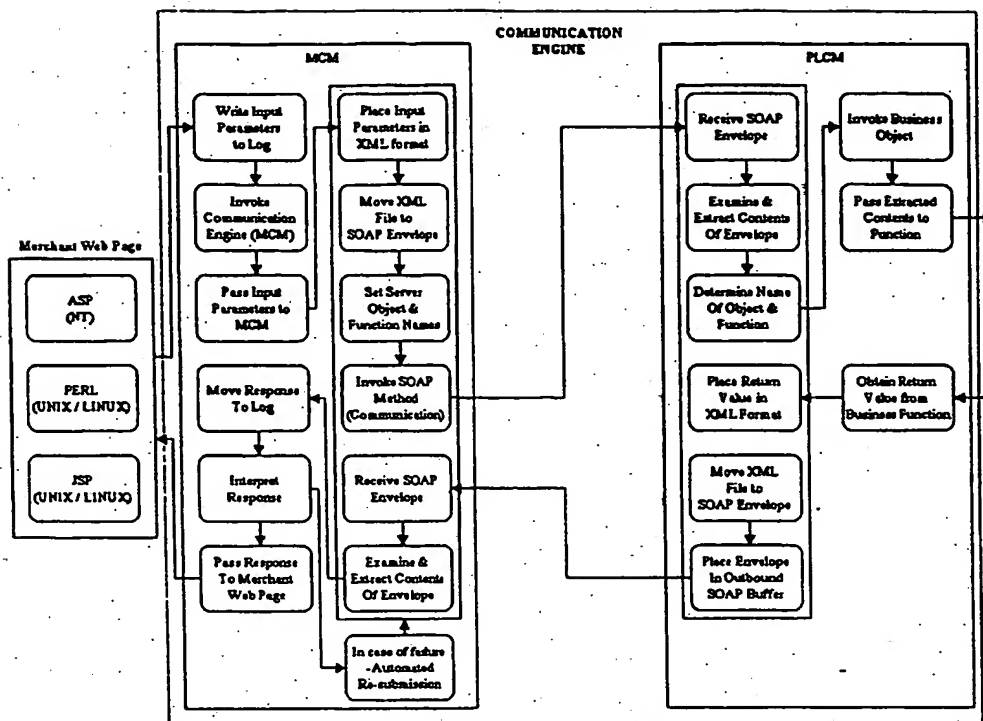 COMMUNICATION
ENGINE
MCM
PLCM
Merchant Web Page
ASP
(NT)
PERL
(UNIX / LINUX)
JSP
(UNIX / LINUX)
Write Input
Parameters
to Log
Invoke
Communication
Engine (MCM)
Pass Input
Parameters to
MCM
Move Response
To Log
Interpret
Response
Pass Response
To Merchant
Web Page
Place Input
Parameters in
XML format
Move XML
File to
SOAP Envelope
Set Server
Object &
Function Names
Invoke SOAP
Method
(Communication)
Receive SOAP
Envelope
Examine &
Extract Contents
Of Envelope
In case of failure
-Automated
Re-submission
Receive SOAP
Envelope
Examine &
Extract Contents
Of Envelope
Determine Name
Of Object &
Function
Place Return
Value in
XML Format
Move XML
File to
SOAP Envelope
Place Envelope
In Outbound
SOAP Buffer
Invoke Business
Object
Pass Extracted
Contents to
Function
Obtain Return
Value from
Business Function